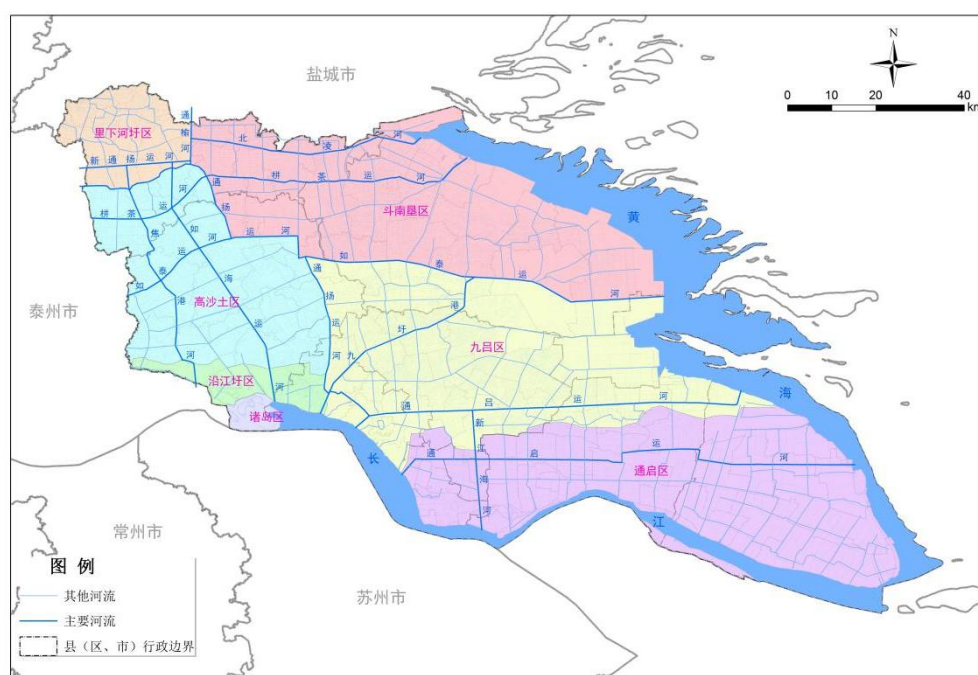 盐城市
N
0 10 20 40
km
里下河圩区
通榆河
北凌河
新通扬运河
栟茶运河
通扬运河
斗南垦区
黄海
栟茶运河
焦港河
如海运河
如泰运河
如泰运河
泰州市
高沙土区
通扬运河
九圩港
九吕区
沿江圩区
诸岛区
通吕运河
新江海河
通启运河
通启区
长江
常州市
苏州市
图 例
其他河流
主要河流
县（区、市）行政边界